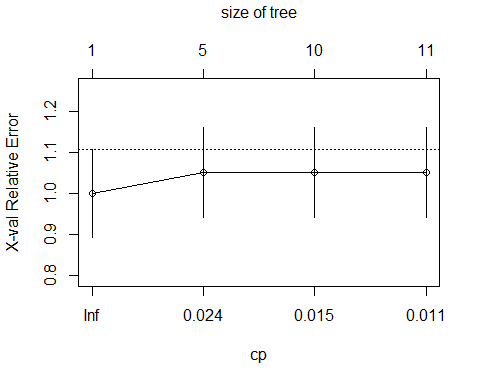 size of tree
1 5 10 11
X-val Relative Error
1.2
1.1
1.0
0.9
0.8
Inf 0.024 0.015 0.011
cp